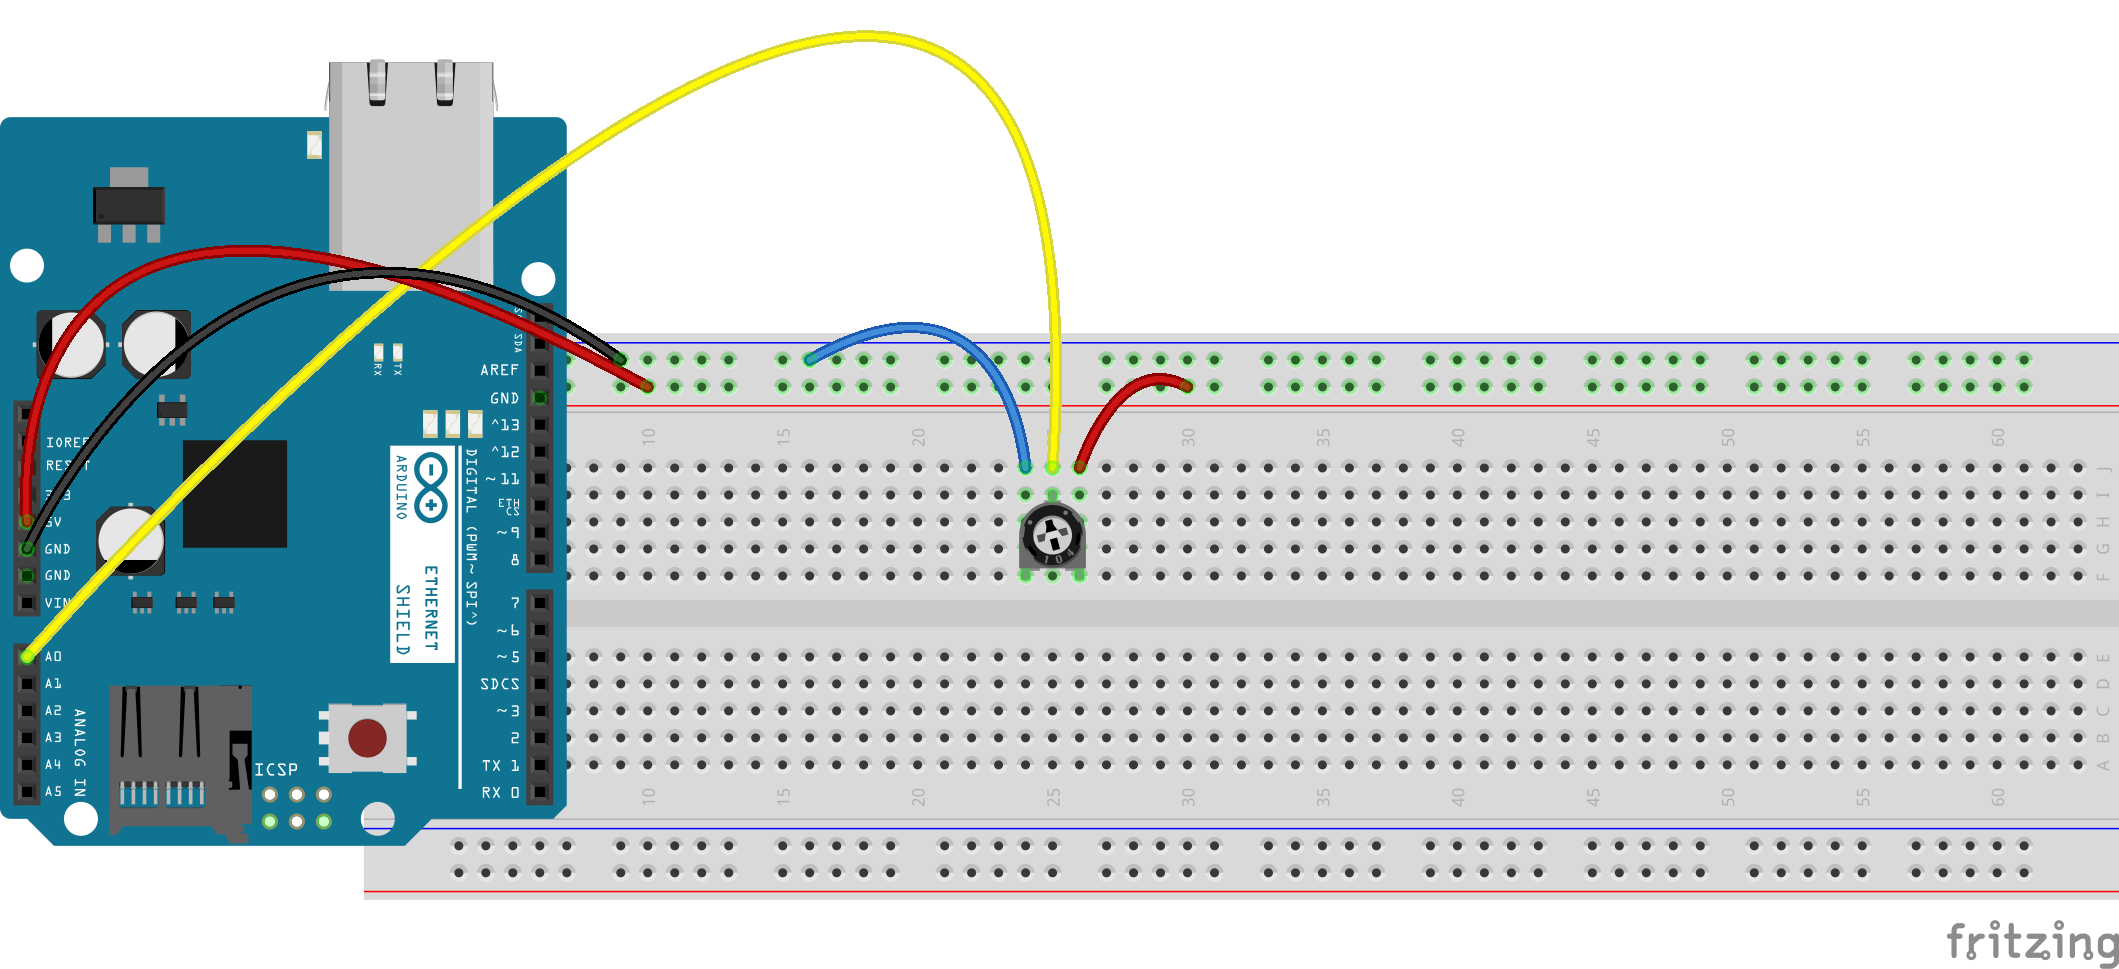 AREF
GND
^13
^12
~11
ETH
CS
~9
8
7
~6
~5
SDCS
~3
2
TX 1
RX 0
SDA
RX
TX
IOREF
RESET
3V3
5V
GND
GND
VIN
A0
A1
A2
A3
A4
A5
ANALOG IN
ICSP
ARDUINO
ETHERNET
SHIELD
DIGITAL (PWM~ SPI^)
104
10 15 20 25 30 35 40 45 50 55 60
J
I
H
G
F
E
D
C
B
A
10 15 20 25 30 35 40 45 50 55 60
fritzing